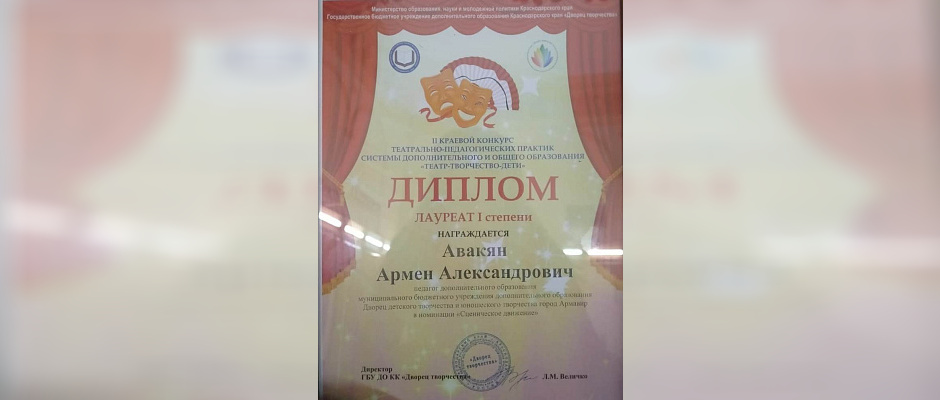 Министерство образования, науки и молодежной политики Краснодарского края
Государственное бюджетное учреждение дополнительного образования Краснодарского края «Дворец творчества»
II КРАЕВОЙ КОНКУРС
ТЕАТРАЛЬНО-ПЕДАГОГИЧЕСКИХ ПРАКТИК
СИСТЕМЫ ДОПОЛНИТЕЛЬНОГО И ОБЩЕГО ОБРАЗОВАНИЯ
«ТЕАТР-ТВОРЧЕСТВО-ДЕТИ»
ДИПЛОМ
ЛАУРЕАТ I степени
НАГРАЖДАЕТСЯ
Авакян
Армен Александрович
педагог дополнительного образования
муниципального бюджетного учреждения дополнительного образования
Дворец детского творчества и юношеского творчества город Армавир
в номинации «Сценическое движение»
«Дворец
творчества»
Директор
ГБУ ДО КК «Дворец творчества»
Л.М. Величко